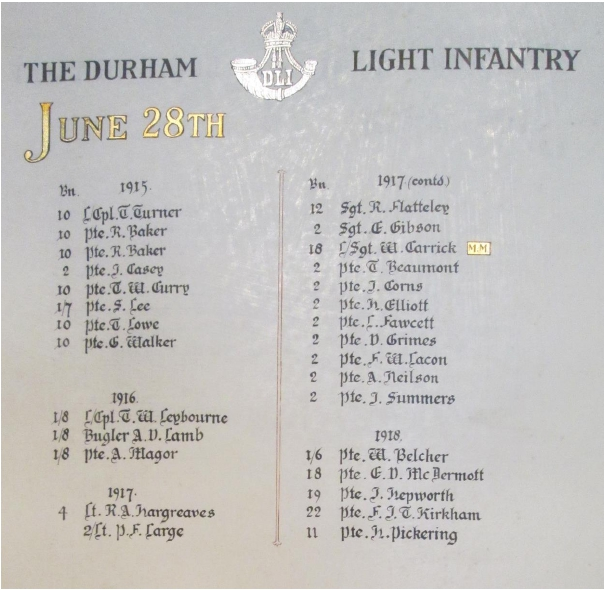 THE DURHAM LIGHT INFANTRY
DLI
JUNE 28TH
Bn. 1915.
10 L/Cpl. T. Turner
10 Pte. R. Baker
10 Pte. R. Baker
2 Pte. J. Casey
10 Pte. T. W. Curry
1/7 Pte. S. Lee
10 Pte. T. Lowe
10 Pte. G. Walker
1916.
1/8 L/Cpl. T. W. Leybourne
1/8 Bugler A. V. Lamb
1/8 Pte. A. Magor
1917.
4 Lt. R. A. Hargreaves
2/Lt. P. F. Large
Bn. 1917 (contd)
12 Sgt. R. Flatteley
2 Sgt. E. Gibson
18 L/Sgt. W. Carrick M.M
2 Pte. T. Beaumont
2 Pte. J. Corns
2 Pte. H. Elliott
2 Pte. L. Fawcett
2 Pte. V. Grimes
2 Pte. F. W. Lacon
2 Pte. A. Neilson
2 Pte. J. Summers
1918.
1/6 Pte. W. Belcher
18 Pte. E. V. McDermott
19 Pte. J. Hepworth
22 Pte. F. J. T. Kirkham
11 Pte. H. Pickering